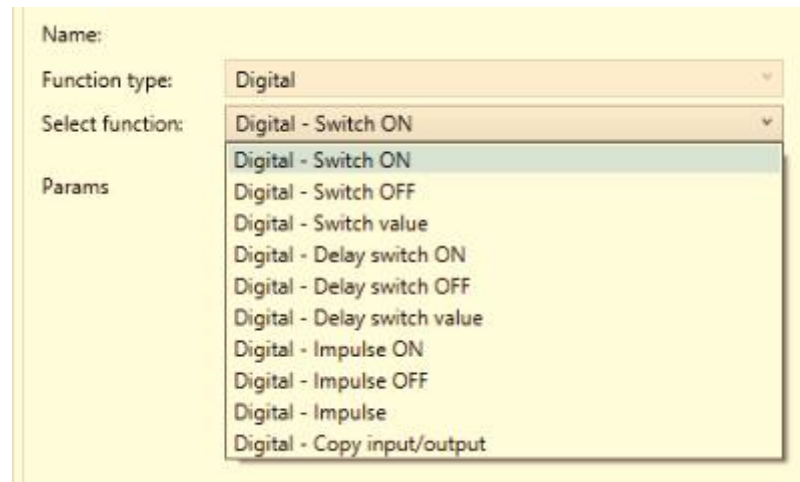 Name:
Function type: Digital
Select function: Digital - Switch ON
Digital - Switch ON
Digital - Switch OFF
Params
Digital - Switch value
Digital - Delay switch ON
Digital - Delay switch OFF
Digital - Delay switch value
Digital - Impulse ON
Digital - Impulse OFF
Digital - Impulse
Digital - Copy input/output